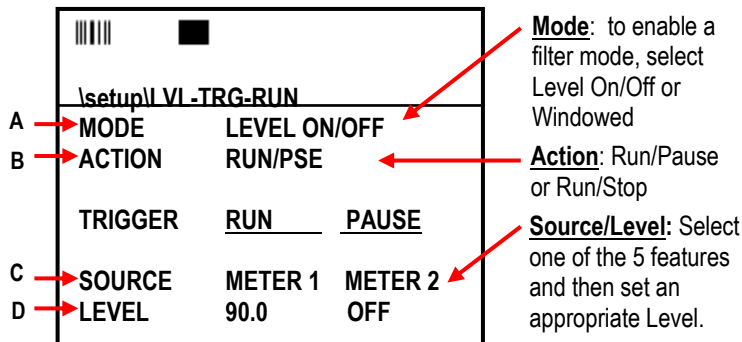 \setup\LVL-TRG-RUN
A MODE LEVEL ON/OFF
B ACTION RUN/PSE
TRIGGER RUN PAUSE
C SOURCE METER 1 METER 2
D LEVEL 90.0 OFF
Mode: to enable a
filter mode, select
Level On/Off or
Windowed
Action: Run/Pause
or Run/Stop
Source/Level: Select
one of the 5 features
and then set an
appropriate Level.